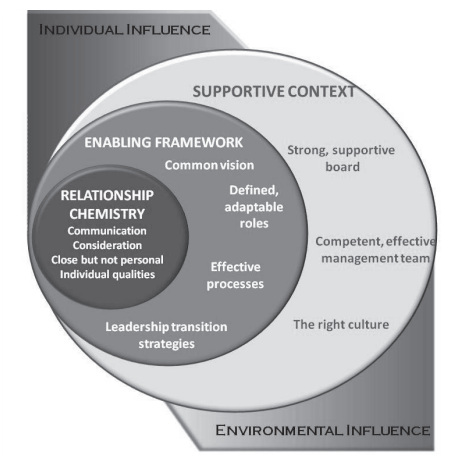 INDIVIDUAL INFLUENCE
SUPPORTIVE CONTEXT
ENABLING FRAMEWORK
Common vision
Strong, supportive
board
Defined,
adaptable
roles
RELATIONSHIP
CHEMISTRY
Communication
Consideration
Close but not personal
Individual qualities
Competent, effective
management team
Effective
processes
Leadership transition
strategies
The right culture
ENVIRONMENTAL INFLUENCE